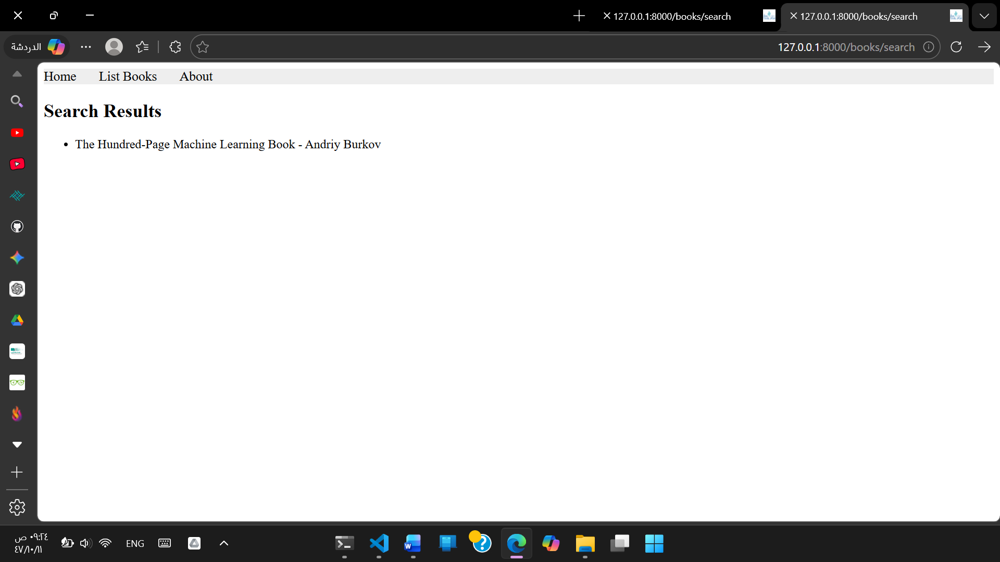 127.0.0.1:8000/books/search
127.0.0.1:8000/books/search
الدردشة
127.0.0.1:8000/books/search
Home List Books About
Search Results
• The Hundred-Page Machine Learning Book - Andriy Burkov
٠٩:٢٤ ص
٤٧/١٠/١١
ENG